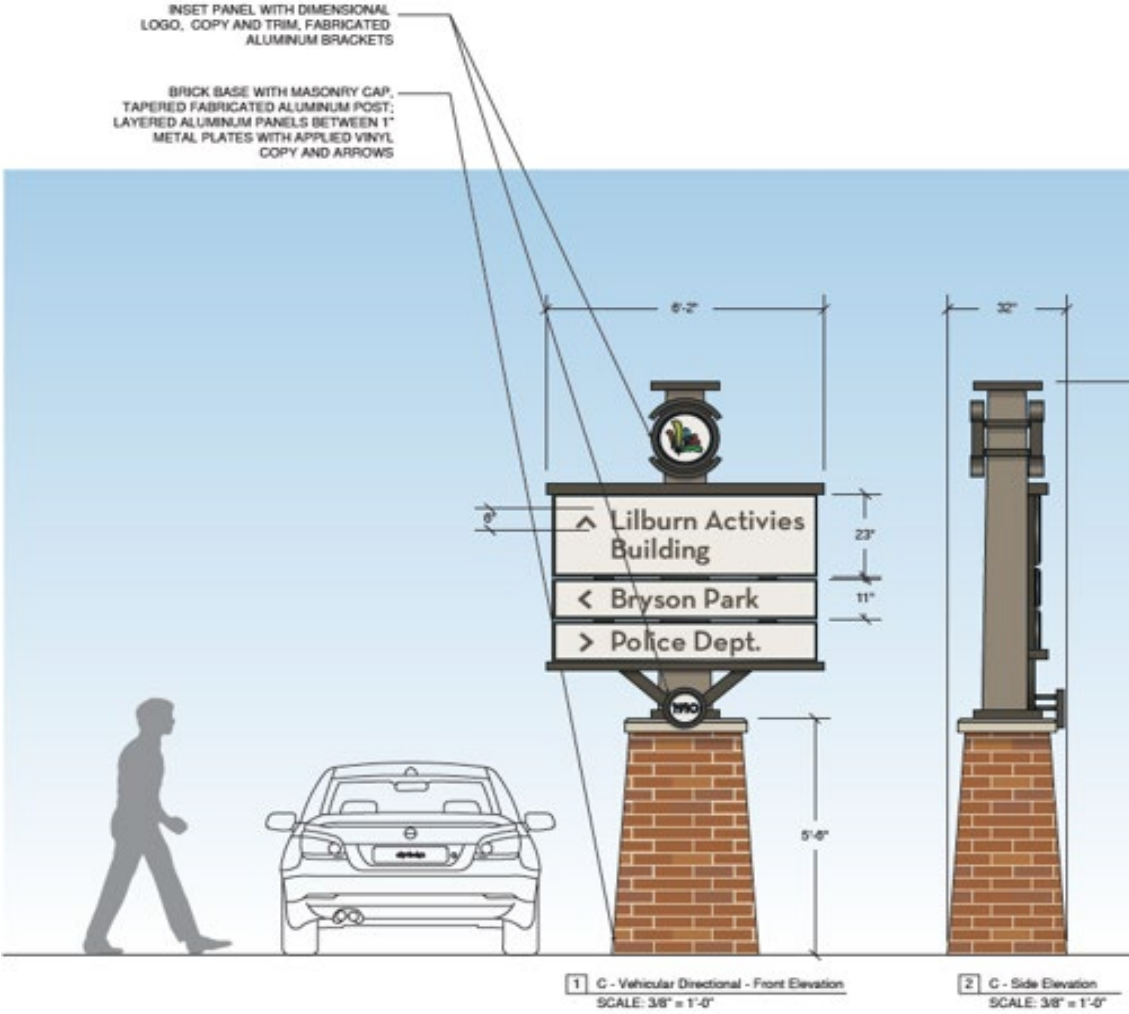 INSET PANEL WITH DIMENSIONAL
LOGO, COPY AND TRIM, FABRICATED
ALUMINUM BRACKETS
BRICK BASE WITH MASONRY CAP,
TAPERED FABRICATED ALUMINUM POST;
LAYERED ALUMINUM PANELS BETWEEN 1"
METAL PLATES WITH APPLIED VINYL
COPY AND ARROWS
6'-2"
32"
6"
^ Lilburn Activies
Building
23"
< Bryson Park
11"
> Police Dept.
1910
5'-6"
1 C - Vehicular Directional - Front Elevation
SCALE: 3/8" = 1'-0"
2 C - Side Elevation
SCALE: 3/8" = 1'-0"